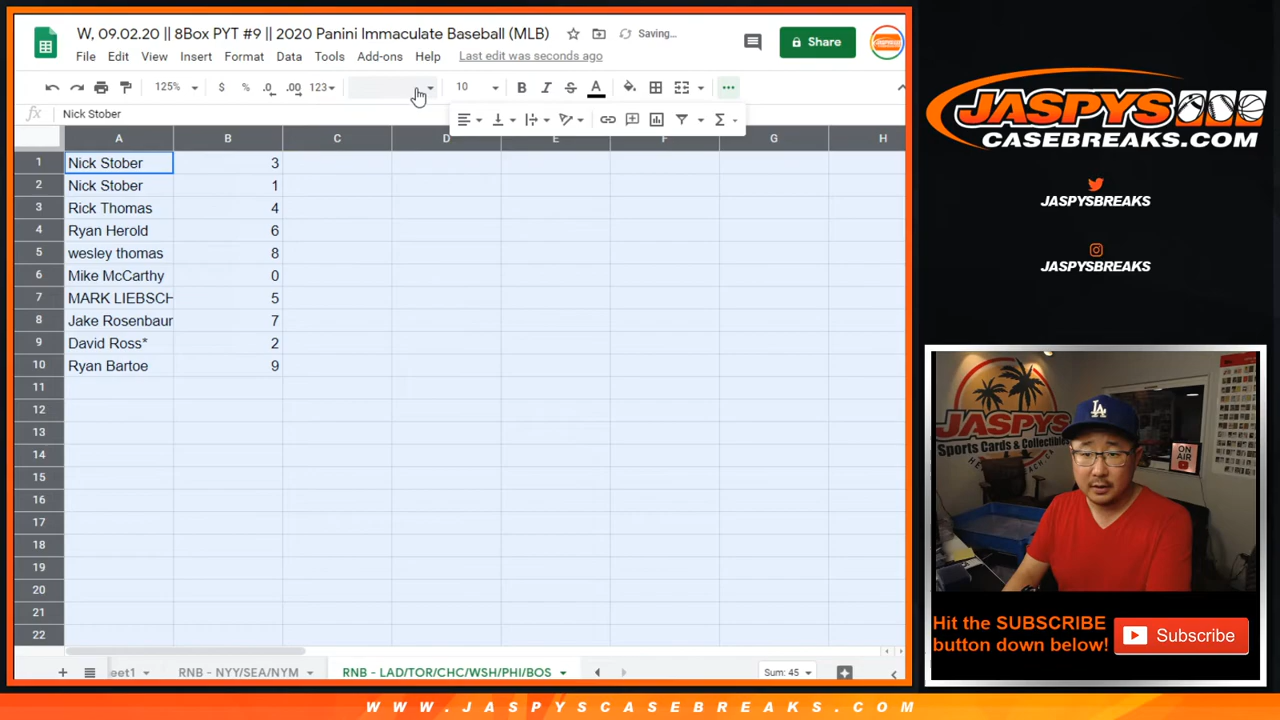 W, 09.02.20 || 8Box PYT #9 || 2020 Panini Immaculate Baseball (MLB)
Saving...
File Edit View Insert Format Data Tools Add-ons Help Last edit was seconds ago
Share
125% $ % .0 .00 123 10 B I S A
fx Nick Stober
A B C D E F G H
1 Nick Stober 3
2 Nick Stober 1
3 Rick Thomas 4
4 Ryan Herold 6
5 wesley thomas 8
6 Mike McCarthy 0
7 MARK LIEBSCH 5
8 Jake Rosenbaur 7
9 David Ross* 2
10 Ryan Bartoe 9
11
12
13
14
15
16
17
18
19
20
21
22
eet1 RNB - NYY/SEA/NYM RNB - LAD/TOR/CHC/WSH/PHI/BOS Sum: 45
JASPYS
CASEBREAKS.COM
JASPYSBREAKS
JASPYSBREAKS
JASPYS
Sports Cards & Collectibles
LA
ON AIR
Hit the SUBSCRIBE
button down below!
Subscribe
WWW.JASPYSCASEBREAKS.COM